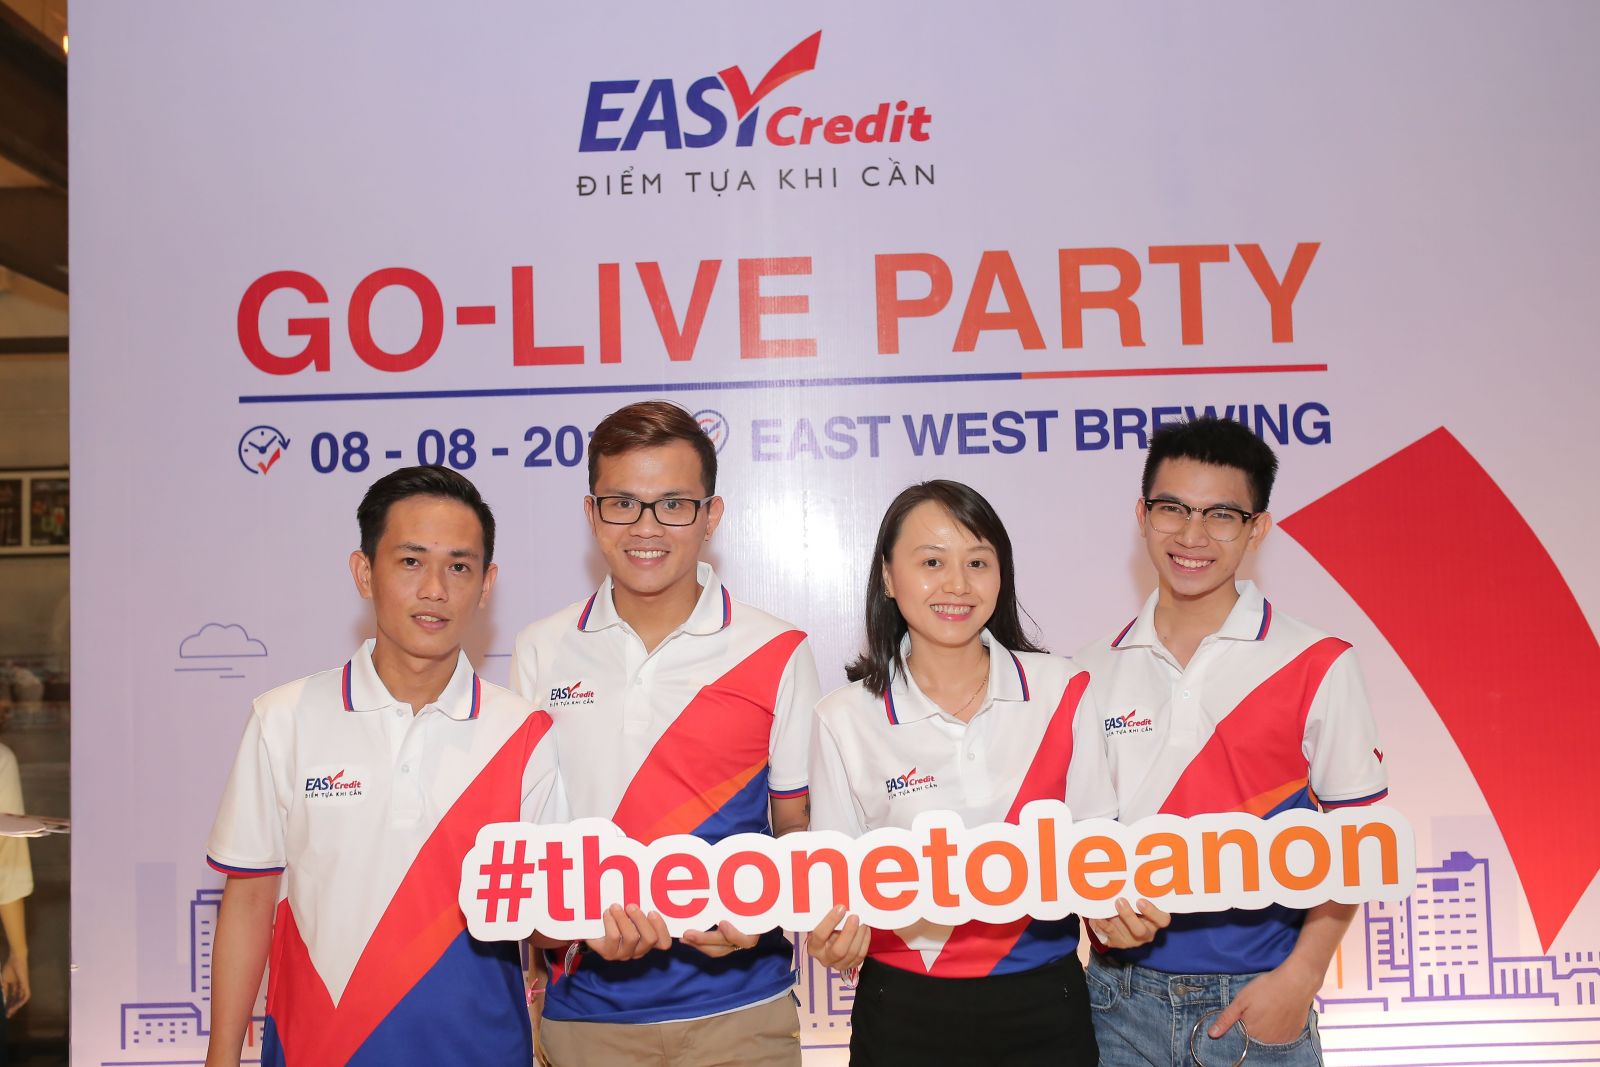 EASY Credit
ĐIỂM TỰA KHI CẦN
GO-LIVE PARTY
08 - 08 - 20
EAST WEST BREWING
EASY Credit
ĐIỂM TỰA KHI CẦN
EASY Credit
ĐIỂM TỰA KHI CẦN
EASY Credit
ĐIỂM TỰA KHI CẦN
EASY Credit
ĐIỂM TỰA KHI CẦN
#theonetoleanon